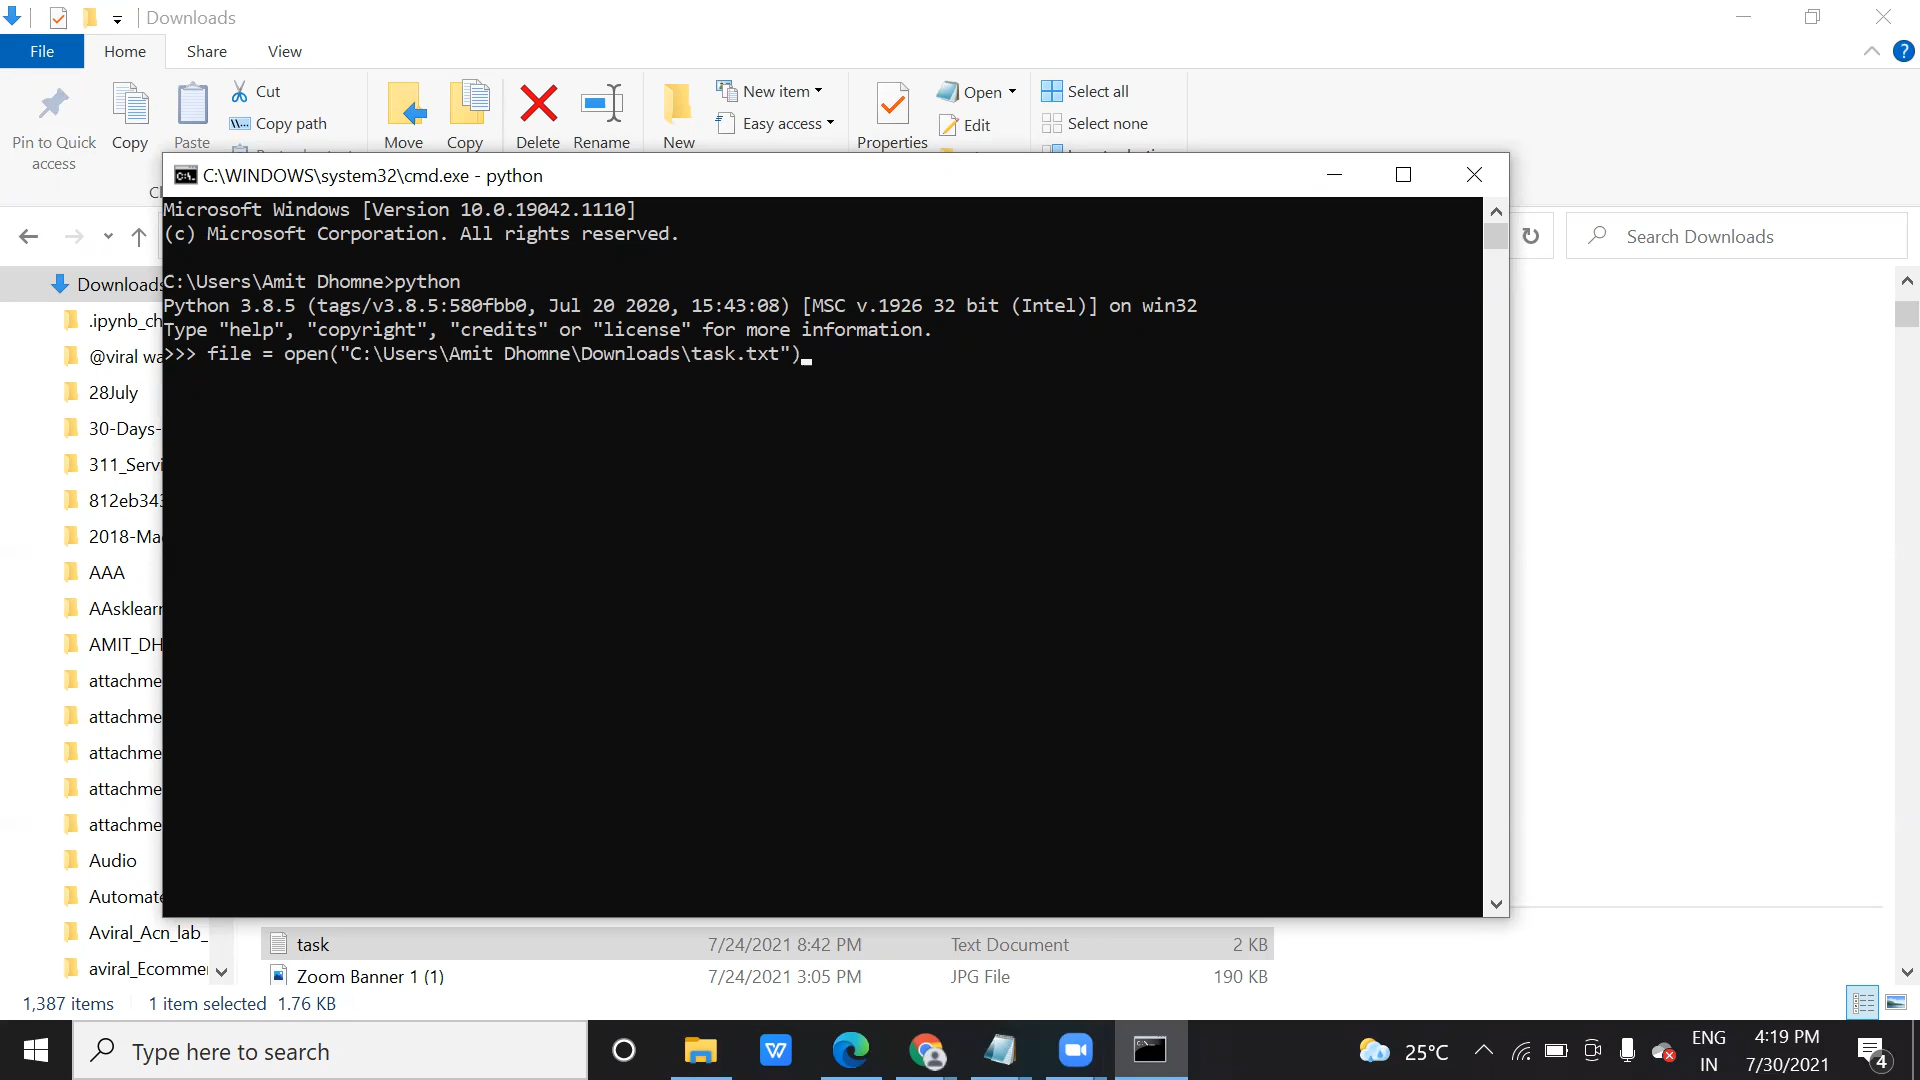 Downloads
File Home Share View
Pin to Quick access
Copy
Paste
Cut
Copy path
Move
Copy
Delete
Rename
New
New item
Easy access
Properties
Open
Edit
Select all
Select none
C:\WINDOWS\system32\cmd.exe - python
Microsoft Windows [Version 10.0.19042.1110]
(c) Microsoft Corporation. All rights reserved.
C:\Users\Amit Dhomne>python
Python 3.8.5 (tags/v3.8.5:580fbb0, Jul 20 2020, 15:43:08) [MSC v.1926 32 bit (Intel)] on win32
Type "help", "copyright", "credits" or "license" for more information.
>>> file = open("C:\Users\Amit Dhomne\Downloads\task.txt")
Search Downloads
Downloads
.ipynb_ch
@viral wa
28July
30-Days-
311_Servi
812eb343
2018-Mac
AAA
AAsklearn
AMIT_DH
attachme
attachme
attachme
attachme
attachme
Audio
Automate
Aviral_Acn_lab_
aviral_Ecommer
task 7/24/2021 8:42 PM Text Document 2 KB
Zoom Banner 1 (1) 7/24/2021 3:05 PM JPG File 190 KB
1,387 items 1 item selected 1.76 KB
Type here to search
25°C
ENG
IN
4:19 PM
7/30/2021
4